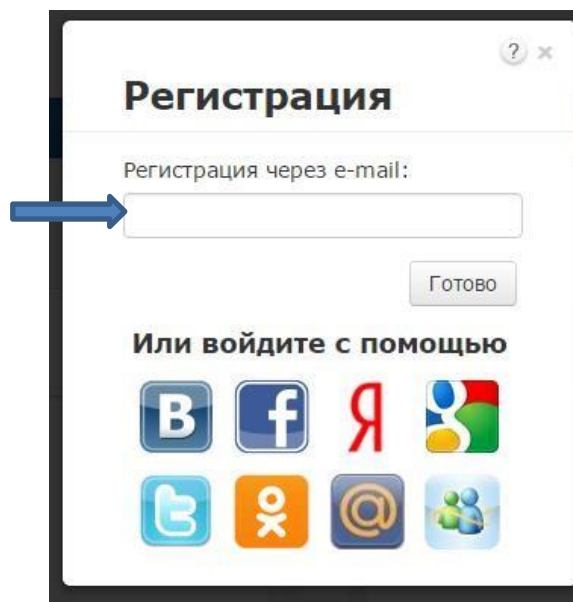 ? ×
Регистрация
Регистрация через e-mail:
Готово
Или войдите с помощью
В f Я g
t @